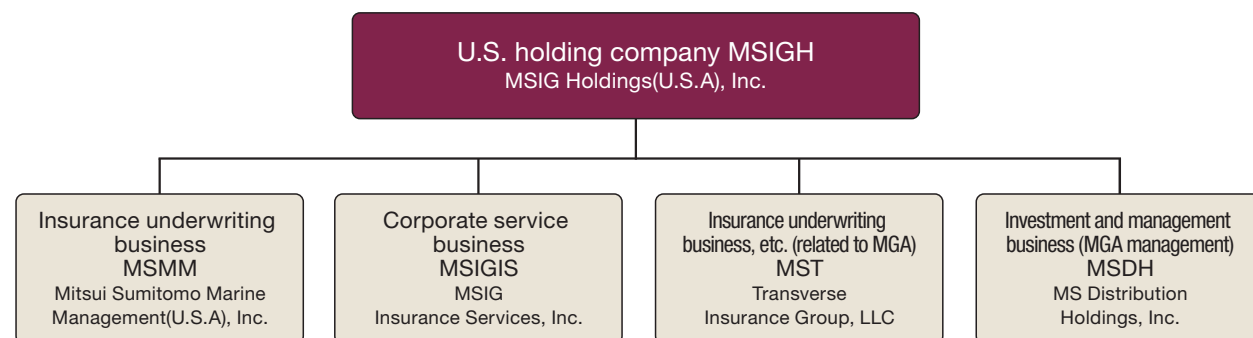 U.S. holding company MSIGH
MSIG Holdings(U.S.A), Inc.
Insurance underwriting
business
MSMM
Mitsui Sumitomo Marine
Management(U.S.A), Inc.
Corporate service
business
MSIGIS
MSIG
Insurance Services, Inc.
Insurance underwriting
business, etc. (related to MGA)
MST
Transverse
Insurance Group, LLC
Investment and management
business (MGA management)
MSDH
MS Distribution
Holdings, Inc.